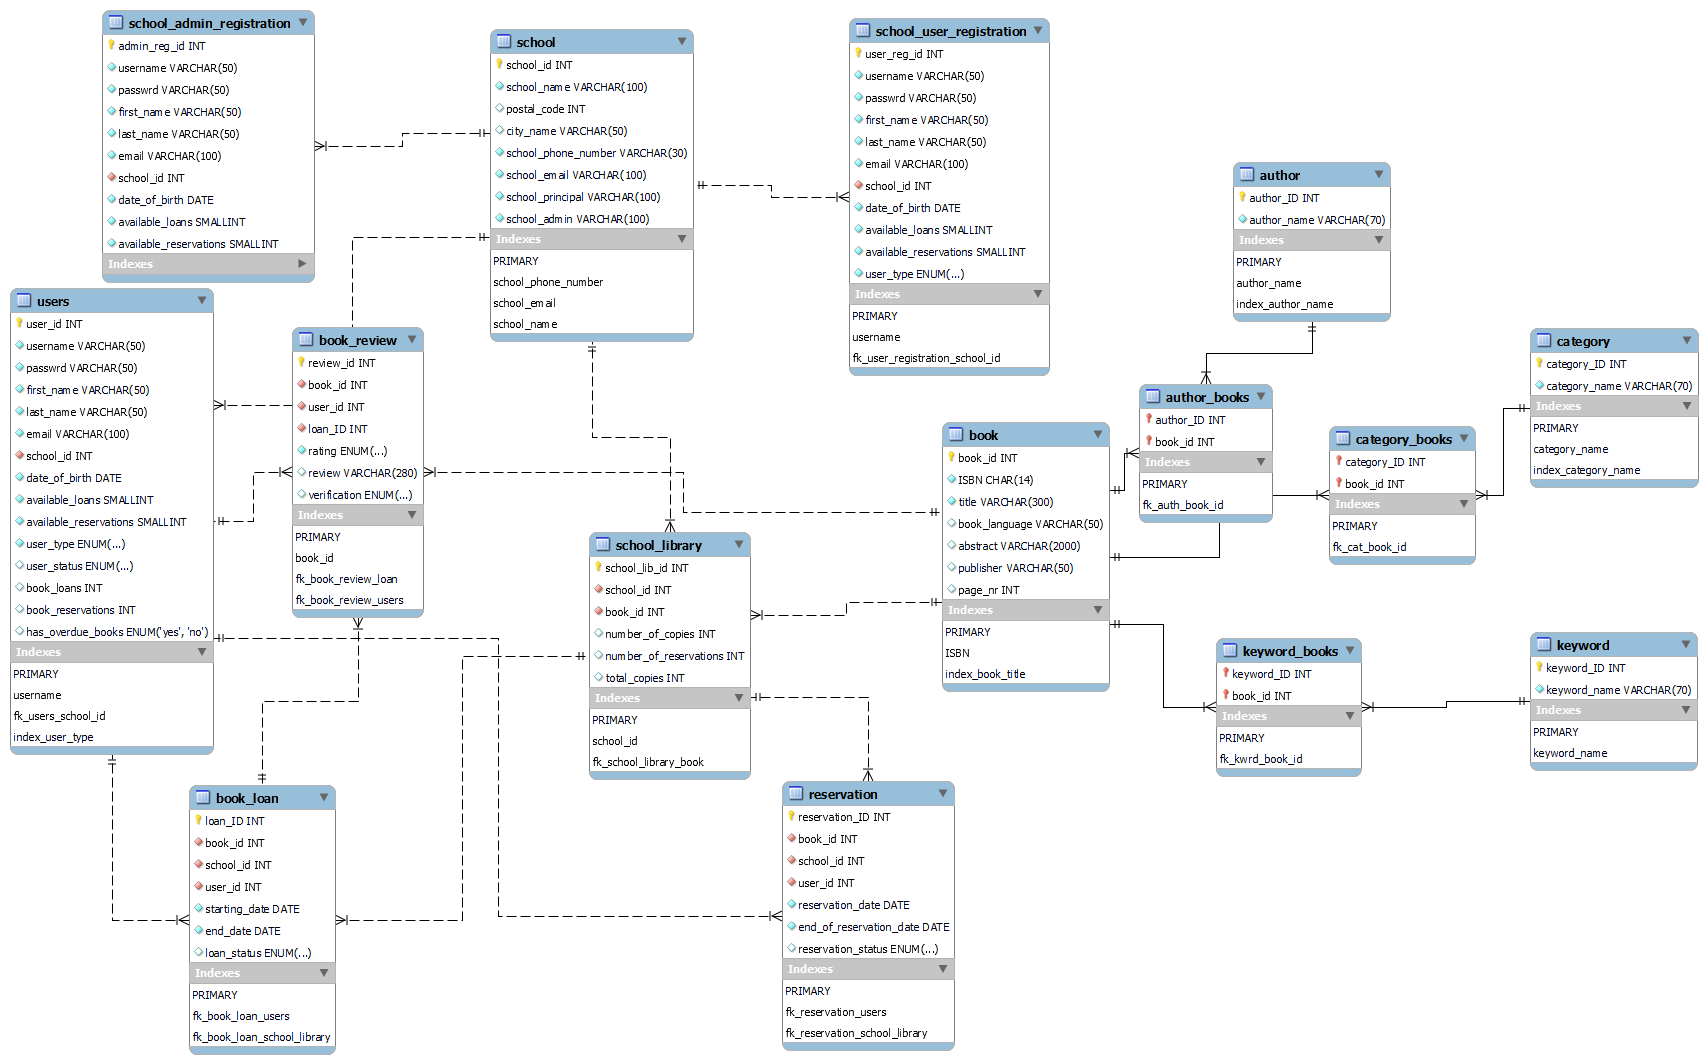 school_admin_registration
admin_reg_id INT
username VARCHAR(50)
passwrd VARCHAR(50)
first_name VARCHAR(50)
last_name VARCHAR(50)
email VARCHAR(100)
school_id INT
date_of_birth DATE
available_loans SMALLINT
available_reservations SMALLINT
Indexes
school
school_id INT
school_name VARCHAR(100)
postal_code INT
city_name VARCHAR(50)
school_phone_number VARCHAR(30)
school_email VARCHAR(100)
school_principal VARCHAR(100)
school_admin VARCHAR(100)
Indexes
PRIMARY
school_phone_number
school_email
school_name
school_user_registration
user_reg_id INT
username VARCHAR(50)
passwrd VARCHAR(50)
first_name VARCHAR(50)
last_name VARCHAR(50)
email VARCHAR(100)
school_id INT
date_of_birth DATE
available_loans SMALLINT
available_reservations SMALLINT
user_type ENUM(...)
Indexes
PRIMARY
username
fk_user_registration_school_id
author
author_ID INT
author_name VARCHAR(70)
Indexes
PRIMARY
author_name
index_author_name
users
user_id INT
username VARCHAR(50)
passwrd VARCHAR(50)
first_name VARCHAR(50)
last_name VARCHAR(50)
email VARCHAR(100)
school_id INT
date_of_birth DATE
available_loans SMALLINT
available_reservations SMALLINT
user_type ENUM(...)
user_status ENUM(...)
book_loans INT
book_reservations INT
has_overdue_books ENUM('yes', 'no')
Indexes
PRIMARY
username
fk_users_school_id
index_user_type
book_review
review_id INT
book_id INT
user_id INT
loan_ID INT
rating ENUM(...)
review VARCHAR(280)
verification ENUM(...)
Indexes
PRIMARY
book_id
fk_book_review_loan
fk_book_review_users
category
category_ID INT
category_name VARCHAR(70)
Indexes
PRIMARY
category_name
index_category_name
author_books
author_ID INT
book_id INT
Indexes
PRIMARY
fk_auth_book_id
book
book_id INT
ISBN CHAR(14)
title VARCHAR(300)
book_language VARCHAR(50)
abstract VARCHAR(2000)
publisher VARCHAR(50)
page_nr INT
Indexes
PRIMARY
ISBN
index_book_title
category_books
category_ID INT
book_id INT
Indexes
PRIMARY
fk_cat_book_id
school_library
school_lib_id INT
school_id INT
book_id INT
number_of_copies INT
number_of_reservations INT
total_copies INT
Indexes
PRIMARY
school_id
fk_school_library_book
keyword_books
keyword_ID INT
book_id INT
Indexes
PRIMARY
fk_kwrd_book_id
keyword
keyword_ID INT
keyword_name VARCHAR(70)
Indexes
PRIMARY
keyword_name
book_loan
loan_ID INT
book_id INT
school_id INT
user_id INT
starting_date DATE
end_date DATE
loan_status ENUM(...)
Indexes
PRIMARY
fk_book_loan_users
fk_book_loan_school_library
reservation
reservation_ID INT
book_id INT
school_id INT
user_id INT
reservation_date DATE
end_of_reservation_date DATE
reservation_status ENUM(...)
Indexes
PRIMARY
fk_reservation_users
fk_reservation_school_library